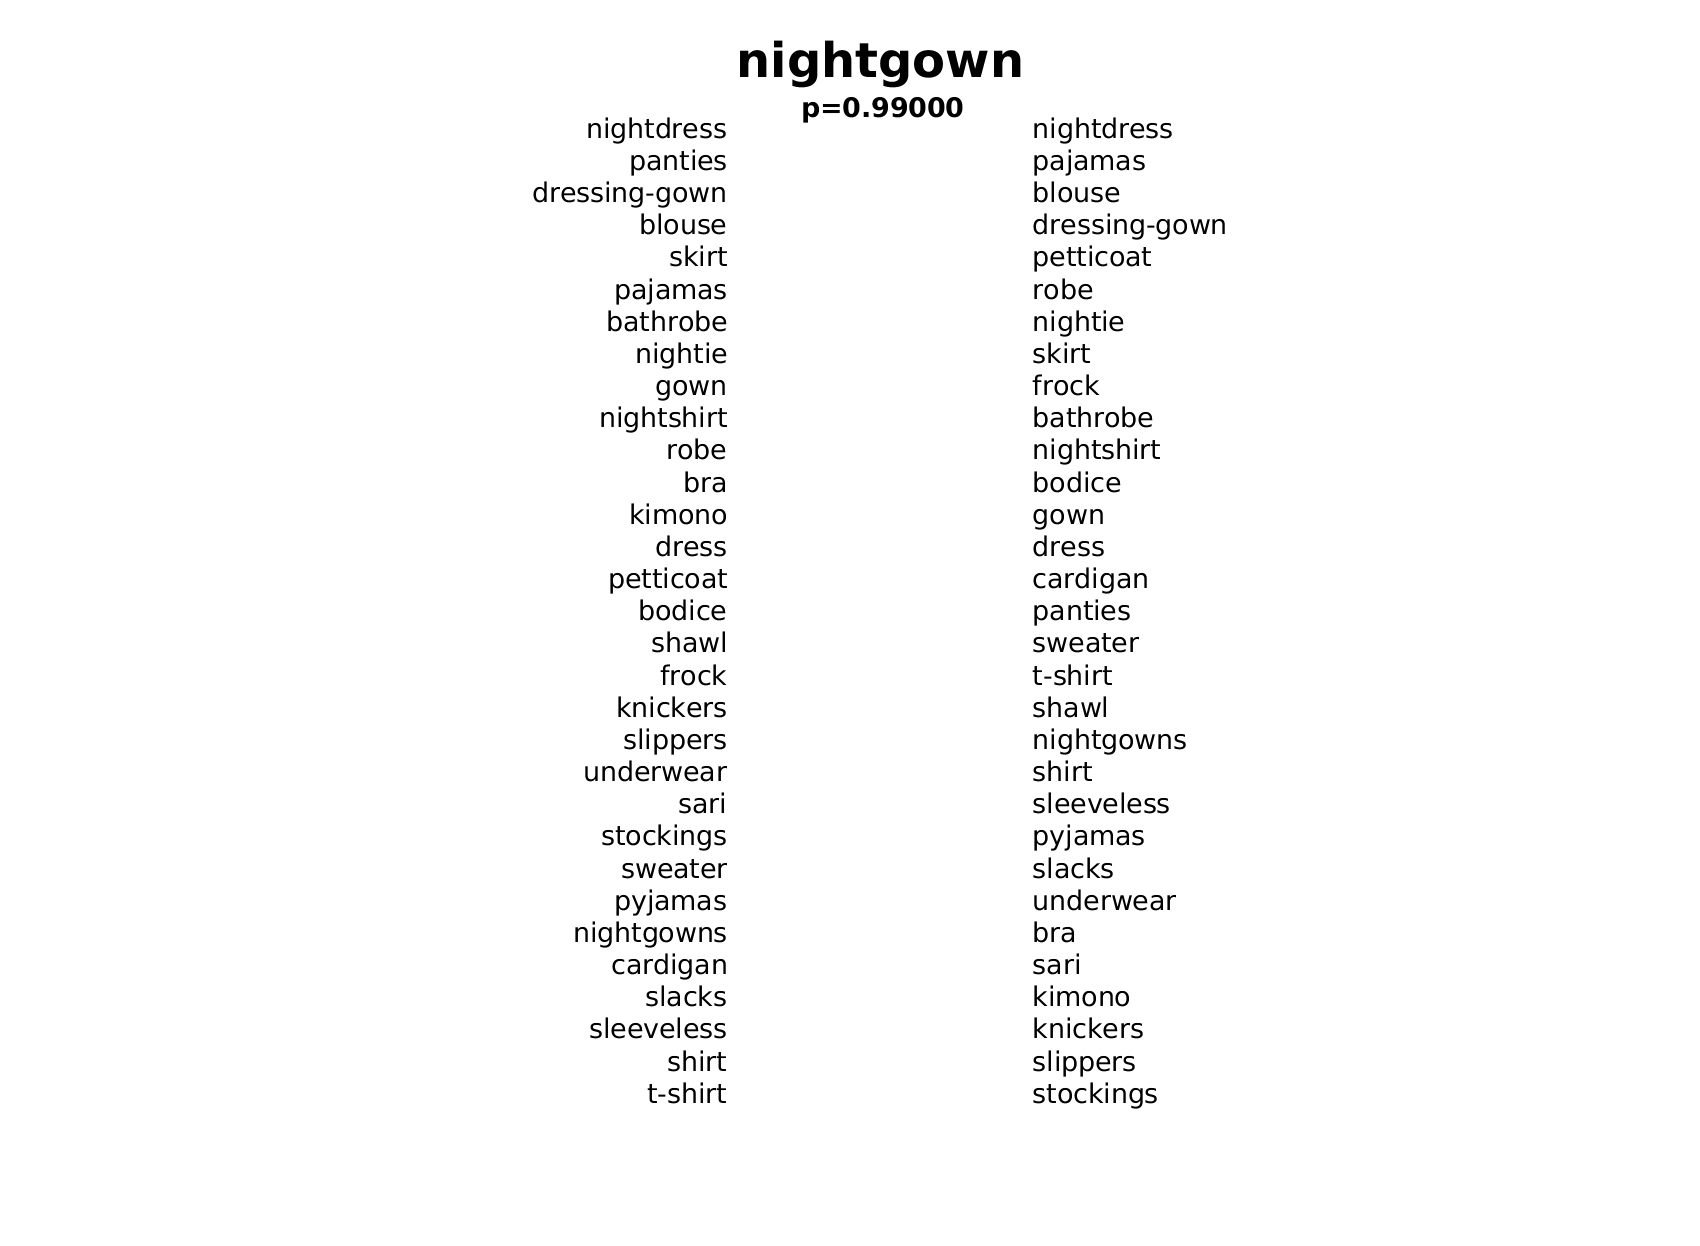 nightgown
p=0.99000
nightdress nightdress
panties pajamas
dressing-gown blouse
blouse dressing-gown
skirt petticoat
pajamas robe
bathrobe nightie
nightie skirt
gown frock
nightshirt bathrobe
robe nightshirt
bra bodice
kimono gown
dress dress
petticoat cardigan
bodice panties
shawl sweater
frock t-shirt
knickers shawl
slippers nightgowns
underwear shirt
sari sleeveless
stockings pyjamas
sweater slacks
pyjamas underwear
nightgowns bra
cardigan sari
slacks kimono
sleeveless knickers
shirt slippers
t-shirt stockings